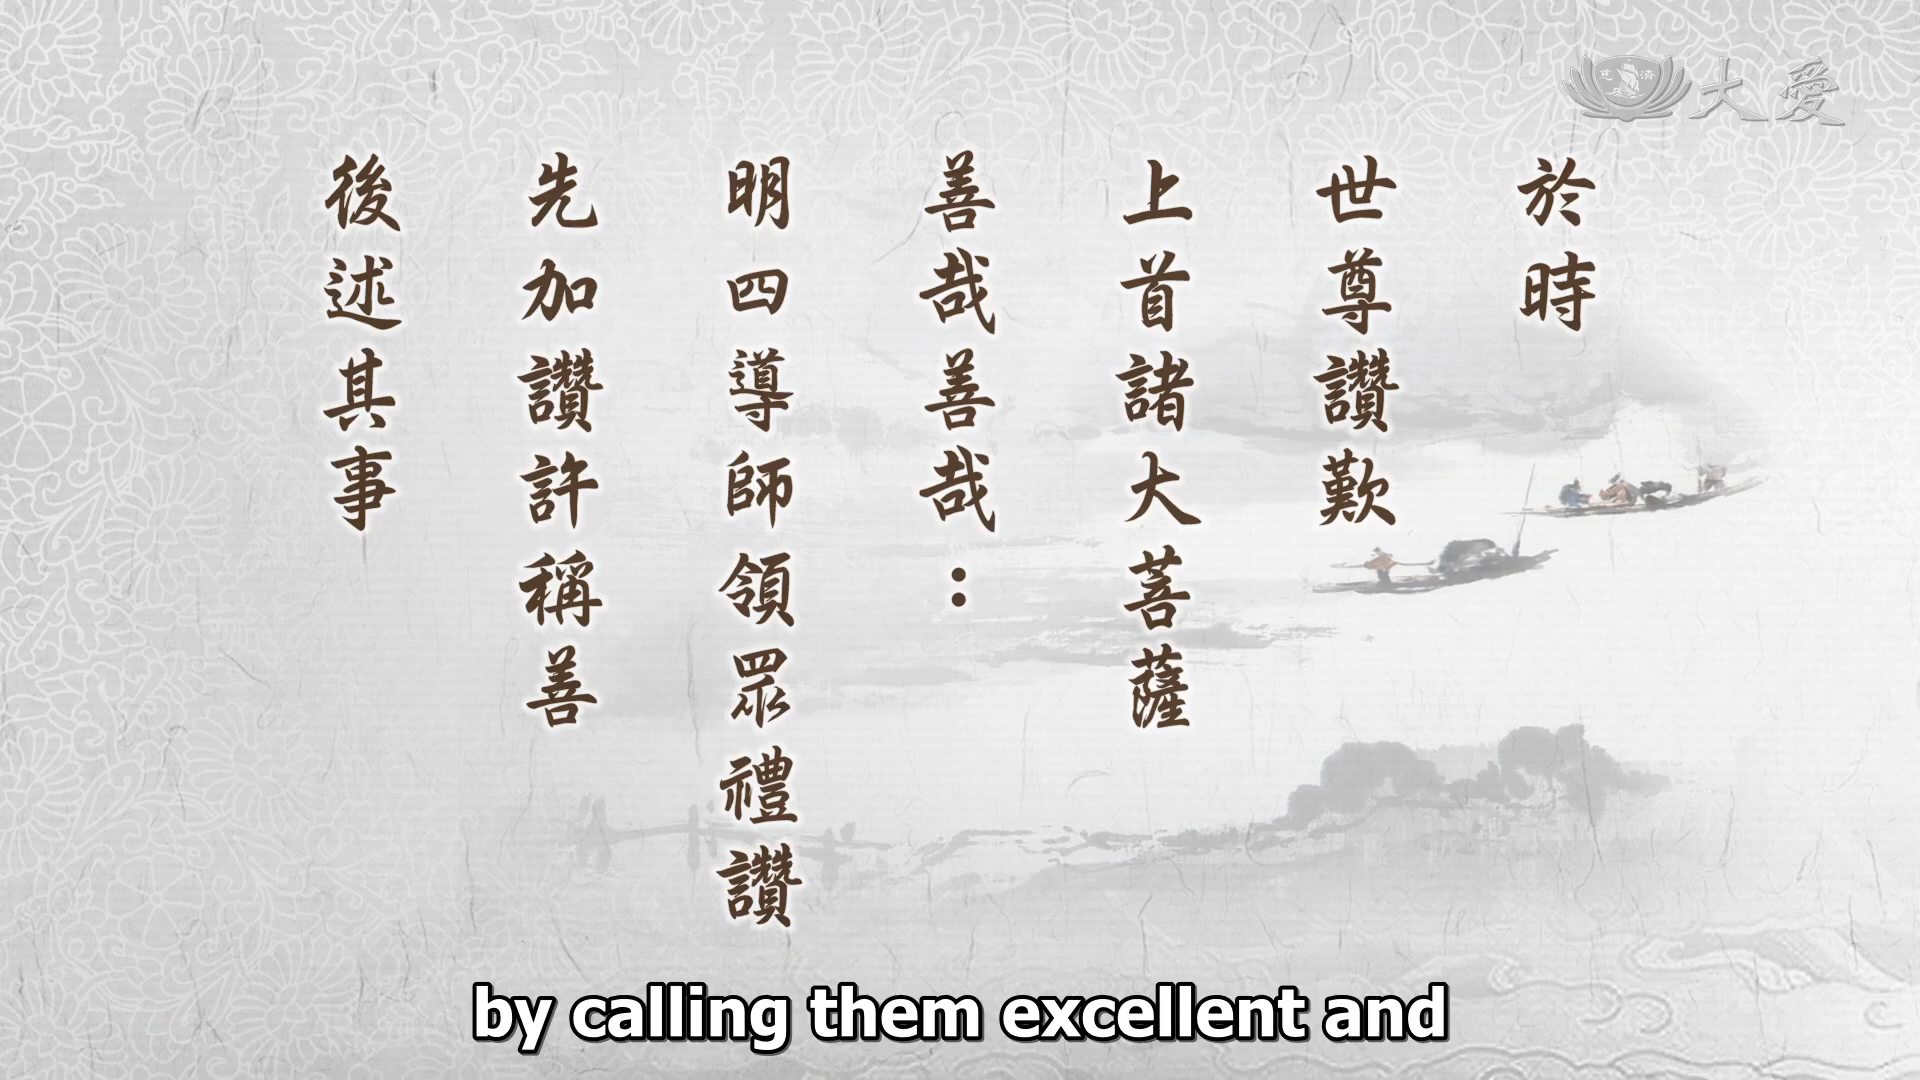 於時
世尊讚歎
上首諸大菩薩
善哉善哉：
明四導師領眾禮讚
先加讚許稱善
後述其事
慈濟
大愛
by calling them excellent and